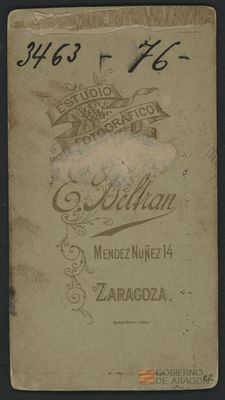 3463 - 76 -
ESTUDIO
FOTOGRÁFICO
E. Beltran
MENDEZ NUÑEZ 14
ZARAGOZA.
GOBIERNO
DE ARAGON